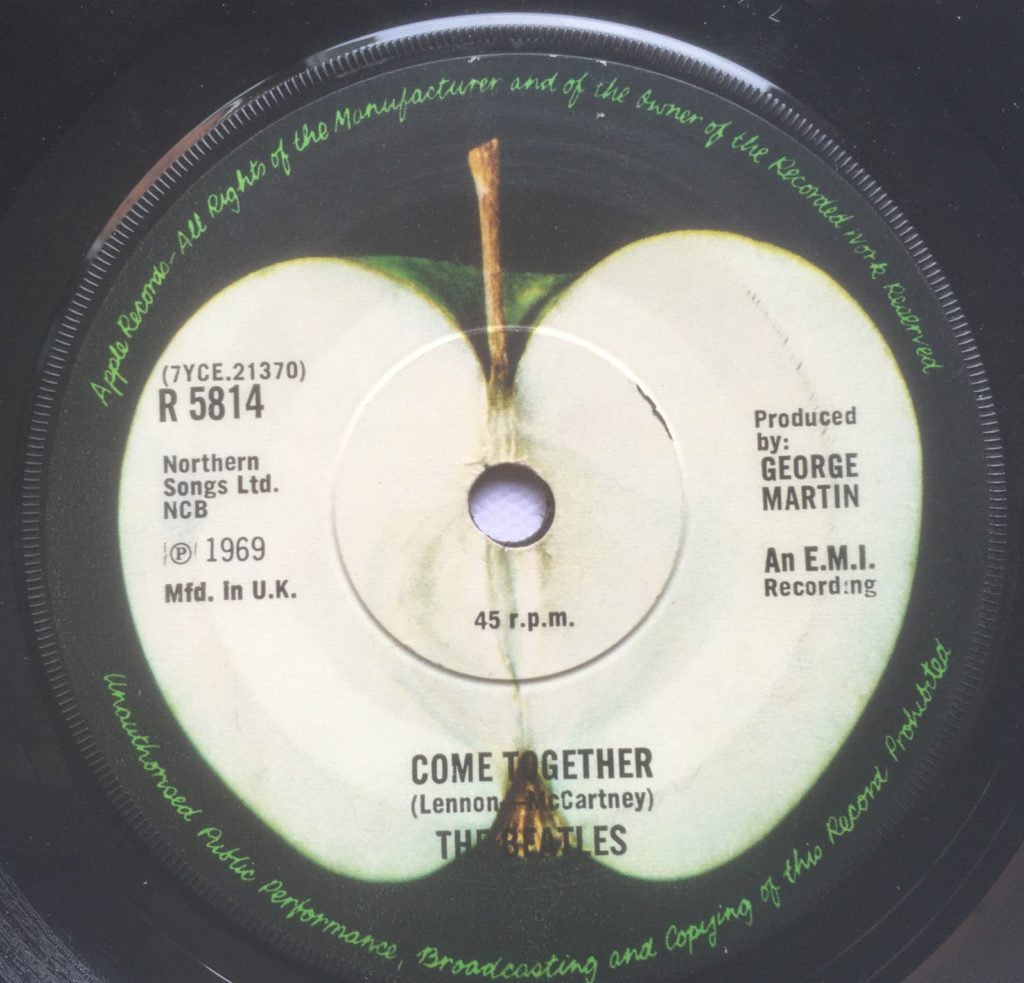 Apple Records-All Rights of the Manufacturer and of the Owner of the Recorded Work Reserved
(7YCE.21370)
R 5814
Northern
Songs Ltd.
NCB
℗ 1969
Mfd. in U.K.
Produced
by:
GEORGE
MARTIN
An E.M.I.
Recording
45 r.p.m.
COME TOGETHER
(Lennon - McCartney)
THE BEATLES
Unauthorised Public Performance, Broadcasting and Copying of this Record Prohibited